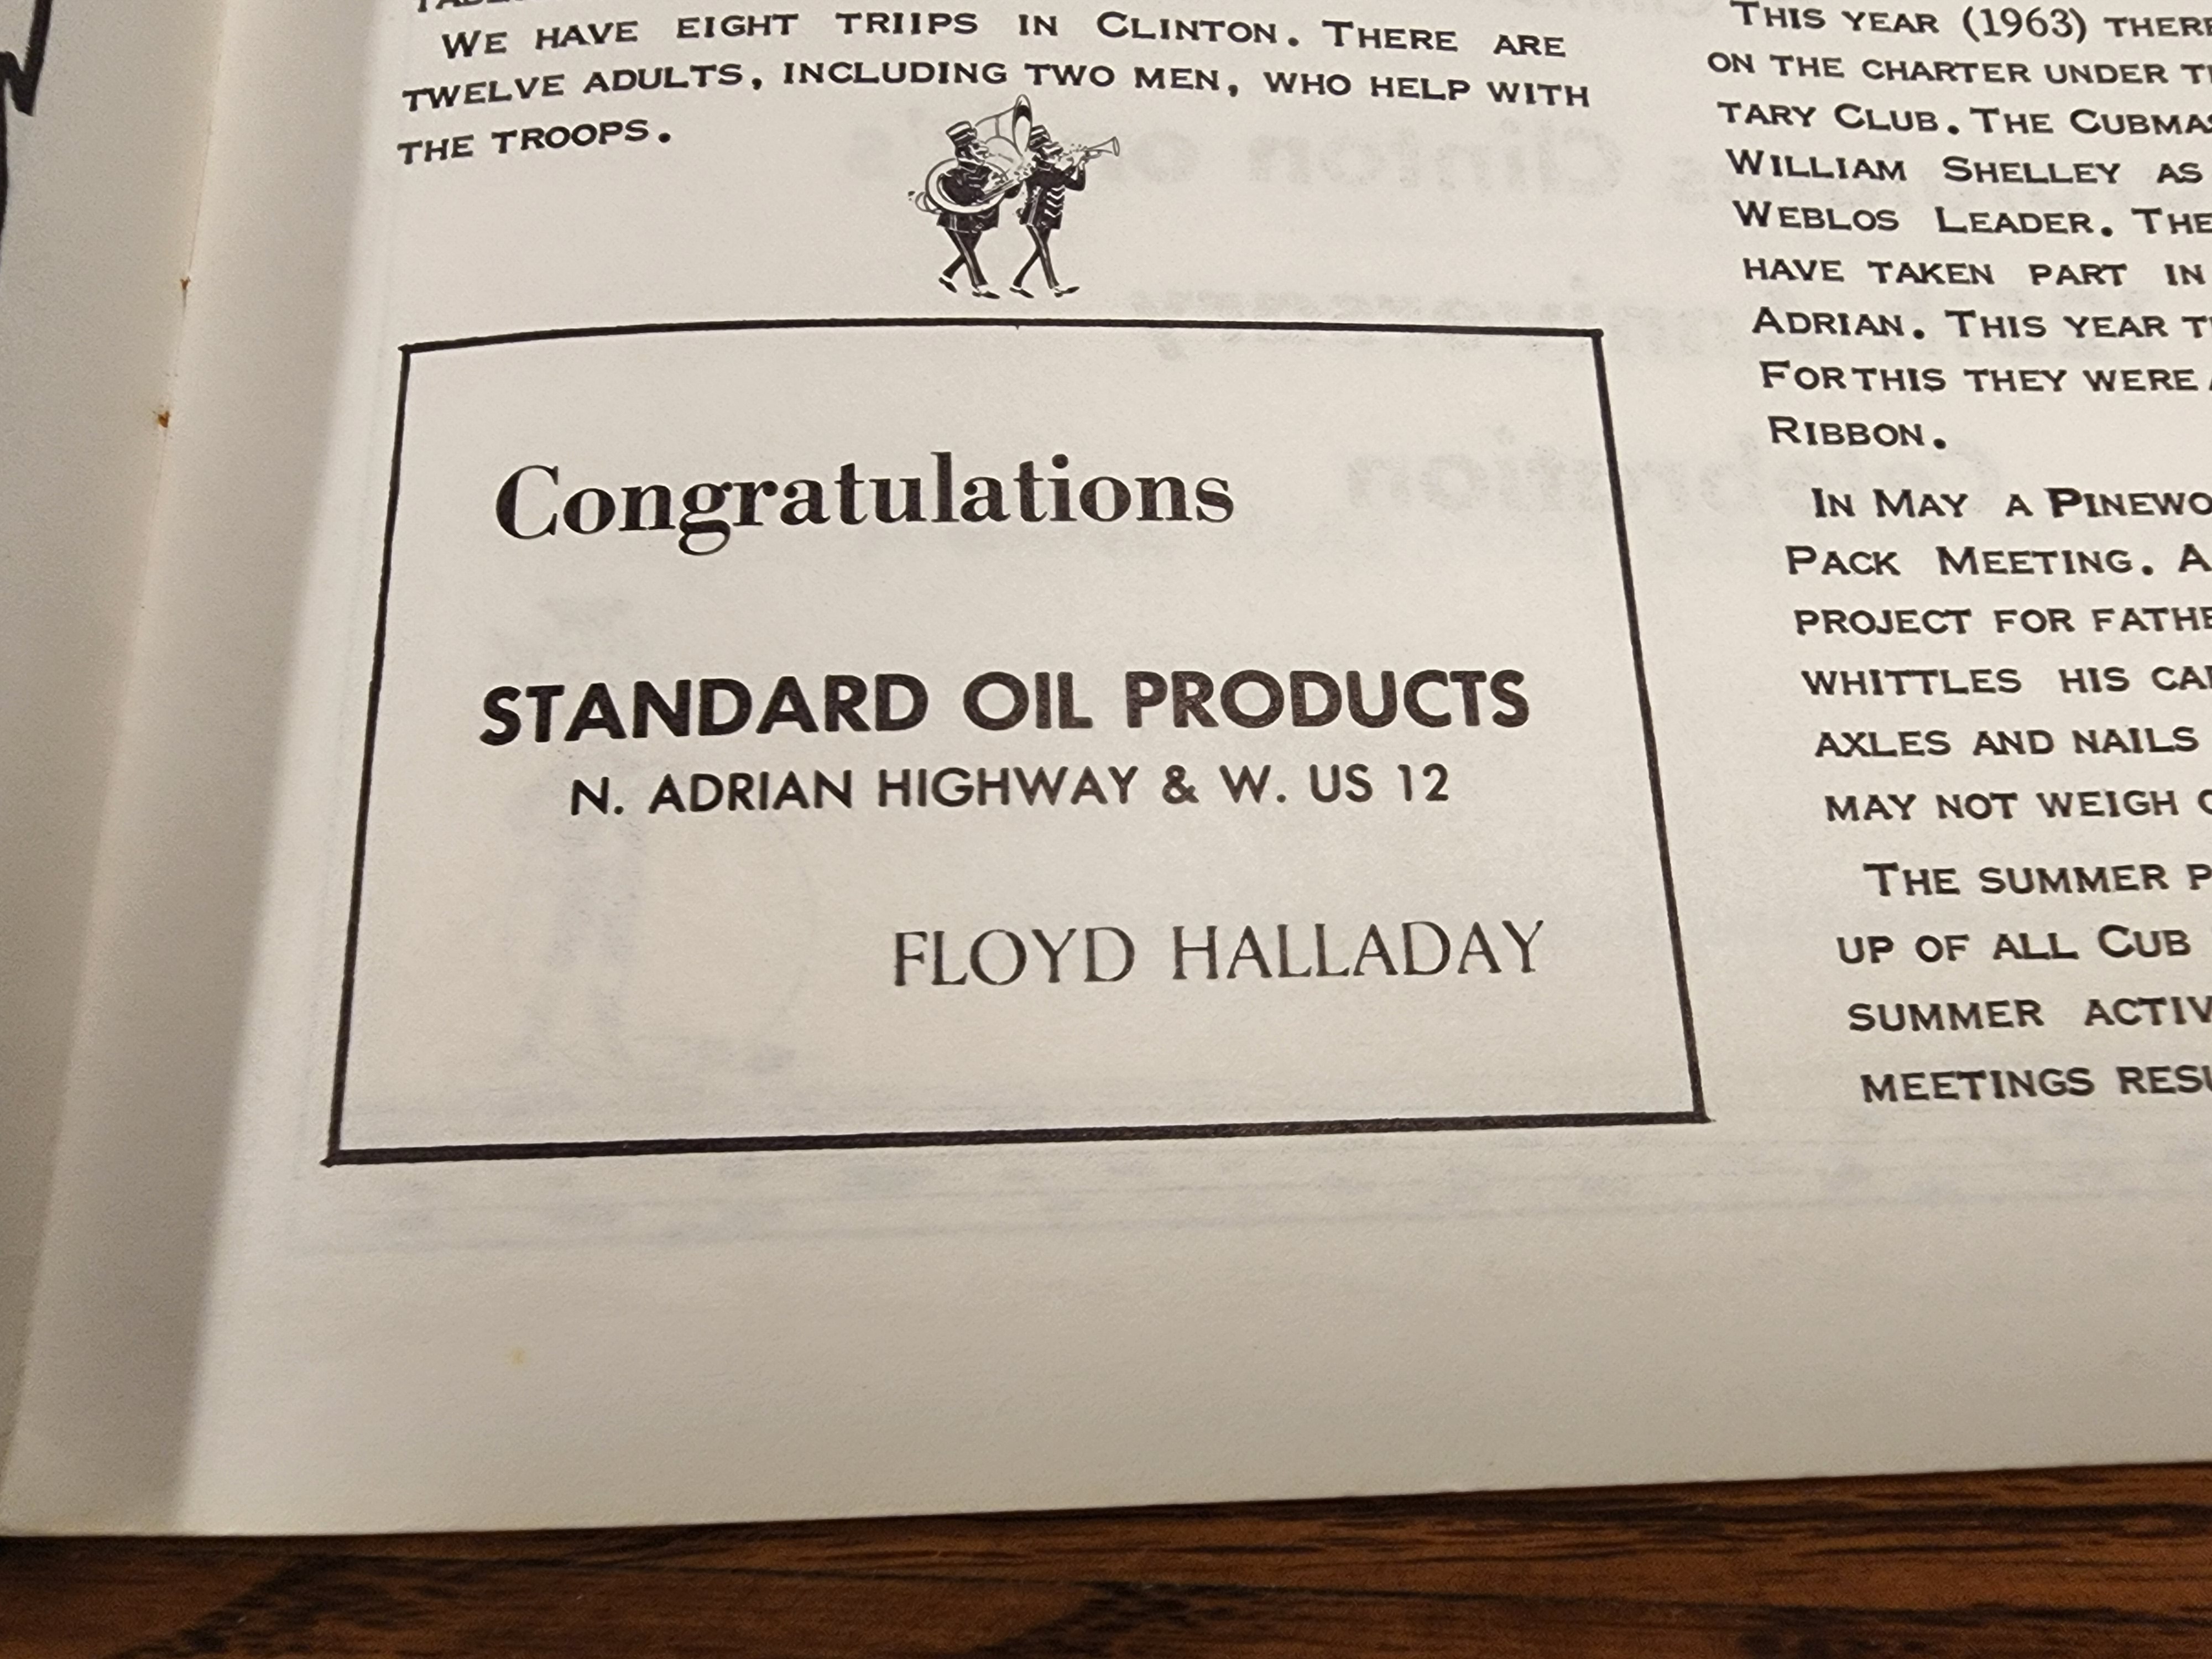 WE HAVE EIGHT TRIIPS IN CLINTON. THERE ARE
TWELVE ADULTS, INCLUDING TWO MEN, WHO HELP WITH
THE TROOPS.
Congratulations
STANDARD OIL PRODUCTS
N. ADRIAN HIGHWAY & W. US 12
FLOYD HALLADAY
THIS YEAR (1963) THERE
ON THE CHARTER UNDER
TARY CLUB. THE
WILLIAM SHELLEY AS
WEBLOS LEADER. THE
HAVE TAKEN PART IN
ADRIAN. THIS YEAR
FORTHIS THEY WERE
RIBBON.
IN MAY A
PACK MEETING.
PROJECT FOR
WHITTLES HIS
AXLES AND NAILS
MAY NOT WEIGH
THE SUMMER
UP OF ALL CUB
SUMMER
MEETINGS